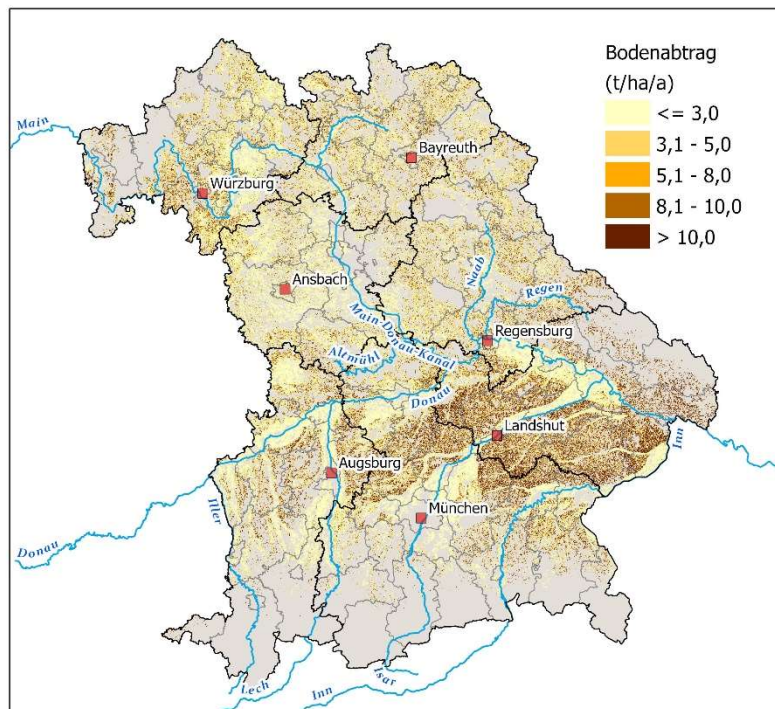 Bodenabtrag
(t/ha/a)
<= 3,0
3,1 - 5,0
5,1 - 8,0
8,1 - 10,0
> 10,0
Main
Bayreuth
Würzburg
Ansbach
Naab
Regen
Main-Donau-Kanal
Regensburg
Altmühl
Donau
Landshut
Inn
Augsburg
Iller
München
Donau
Lech
Inn
Isar